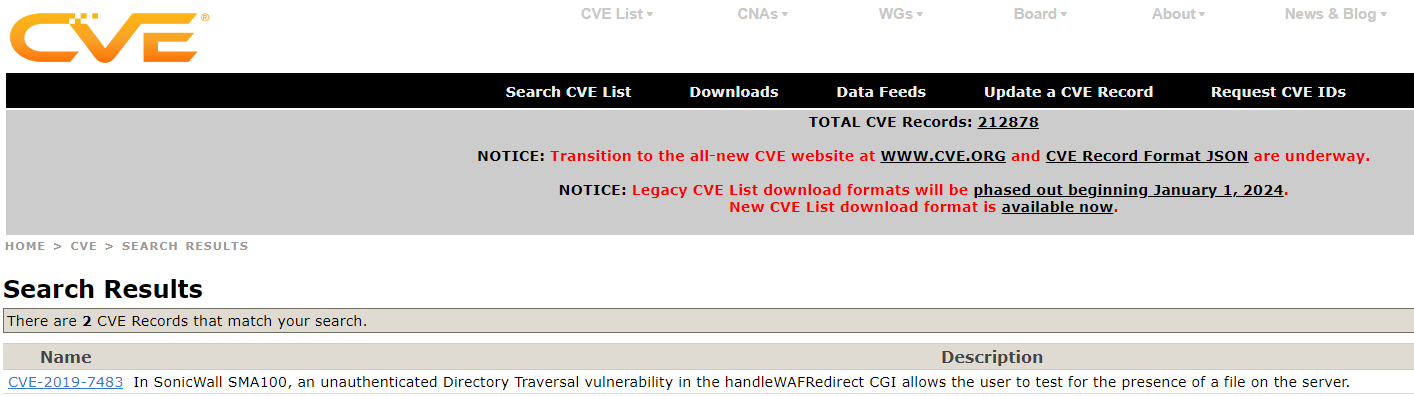 CVE®
CVE List CNAs WGs Board About News & Blog
Search CVE List Downloads Data Feeds Update a CVE Record Request CVE IDs
TOTAL CVE Records: 212878
NOTICE: Transition to the all-new CVE website at WWW.CVE.ORG and CVE Record Format JSON are underway.
NOTICE: Legacy CVE List download formats will be phased out beginning January 1, 2024.
New CVE List download format is available now.
HOME > CVE > SEARCH RESULTS
Search Results
There are 2 CVE Records that match your search.
Name Description
CVE-2019-7483 In SonicWall SMA100, an unauthenticated Directory Traversal vulnerability in the handleWAFRedirect CGI allows the user to test for the presence of a file on the server.